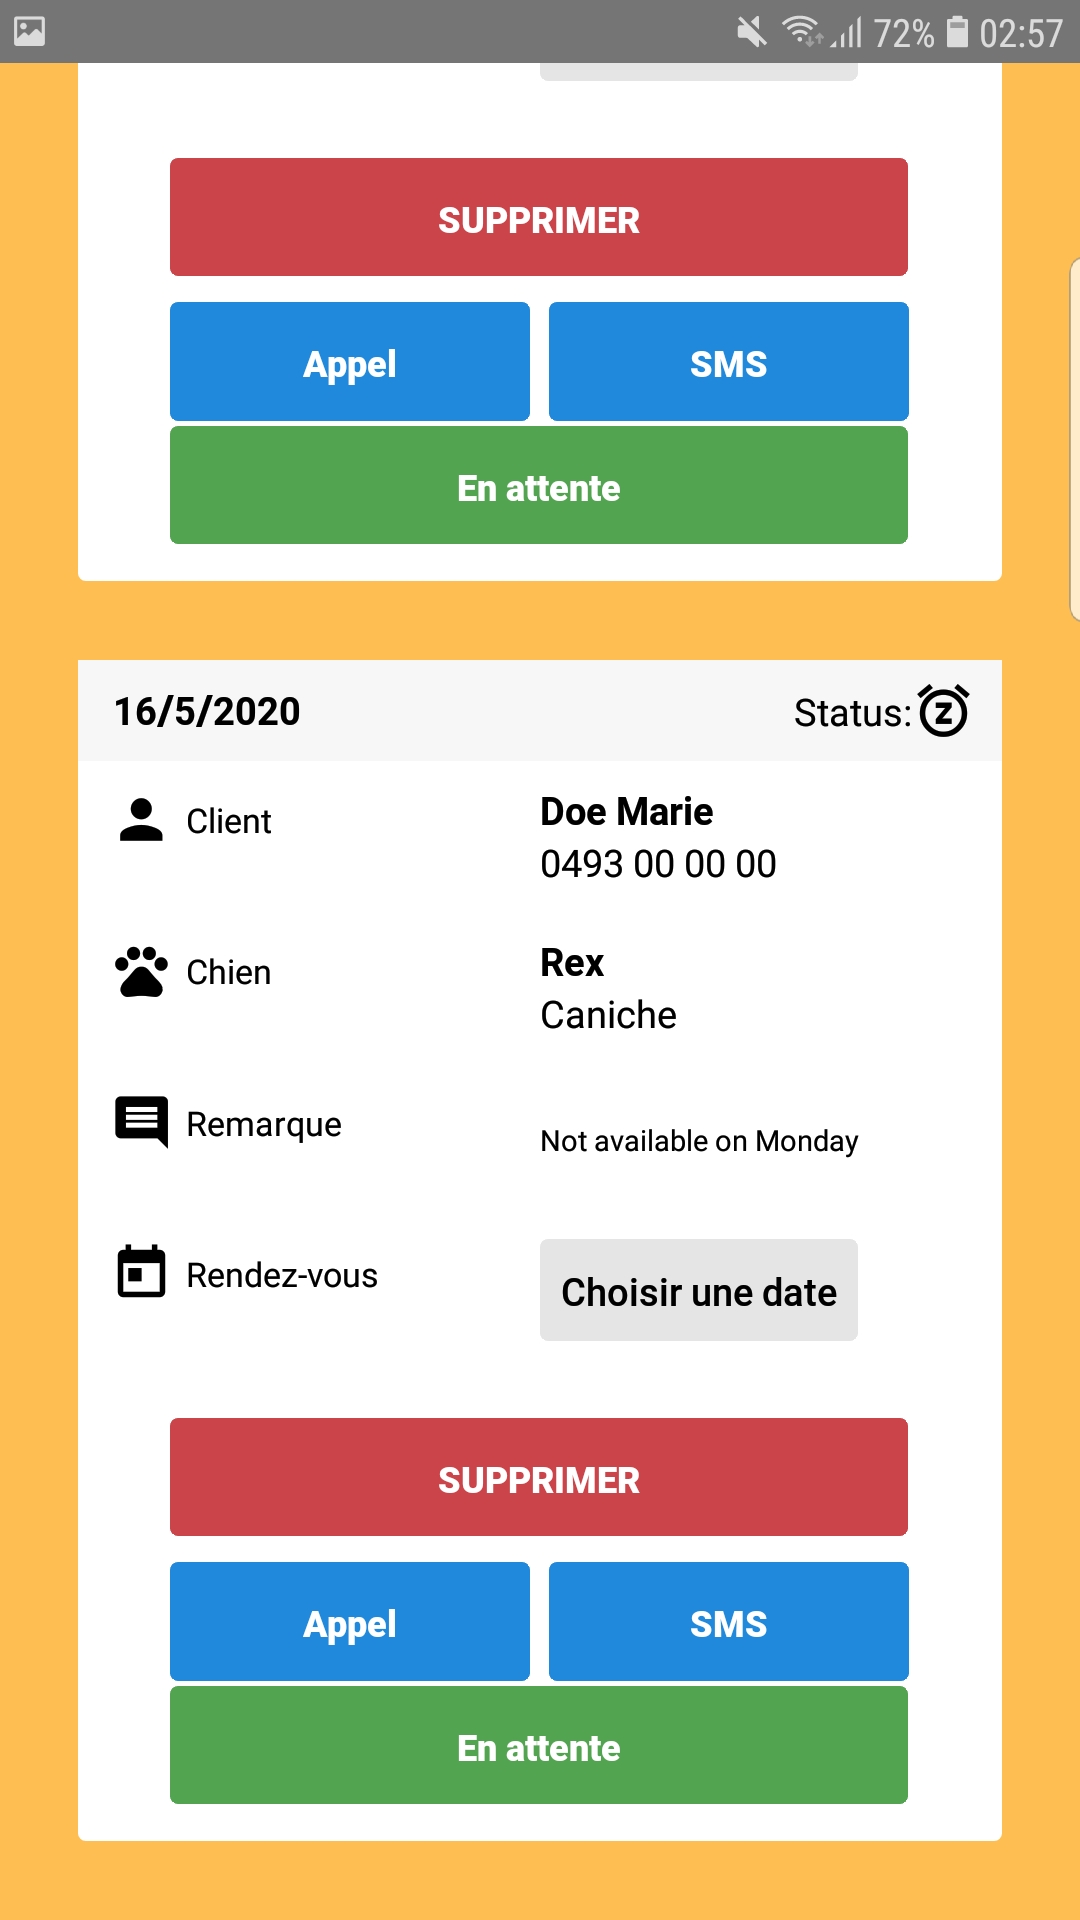 72% 02:57
SUPPRIMER
Appel SMS
En attente
16/5/2020 Status:
Client Doe Marie
0493 00 00 00
Chien Rex
Caniche
Remarque Not available on Monday
Rendez-vous Choisir une date
SUPPRIMER
Appel SMS
En attente